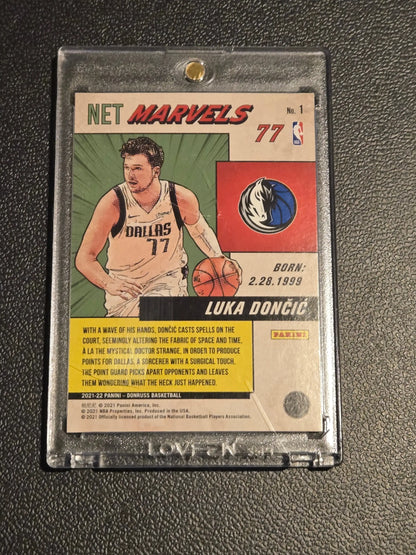 NET MARVELS
No. 1
77
DALLAS
77
BORN:
2.28.1999
LUKA DONČIĆ
PANINI
WITH A WAVE OF HIS HANDS, DONČIĆ CASTS SPELLS ON THE
COURT, SEEMINGLY ALTERING THE FABRIC OF SPACE AND TIME,
À LA THE MYSTICAL DOCTOR STRANGE, IN ORDER TO PRODUCE
POINTS FOR DALLAS. A SORCERER WITH A SURGICAL TOUCH,
THE POINT GUARD PICKS APART OPPONENTS AND LEAVES
THEM WONDERING WHAT THE HECK JUST HAPPENED.
2021-22 PANINI – DONRUSS BASKETBALL
© 2021 Panini America, Inc.
© 2021 NBA Properties, Inc. Produced in the USA.
© 2021 Officially licensed product of the National Basketball Players Association.